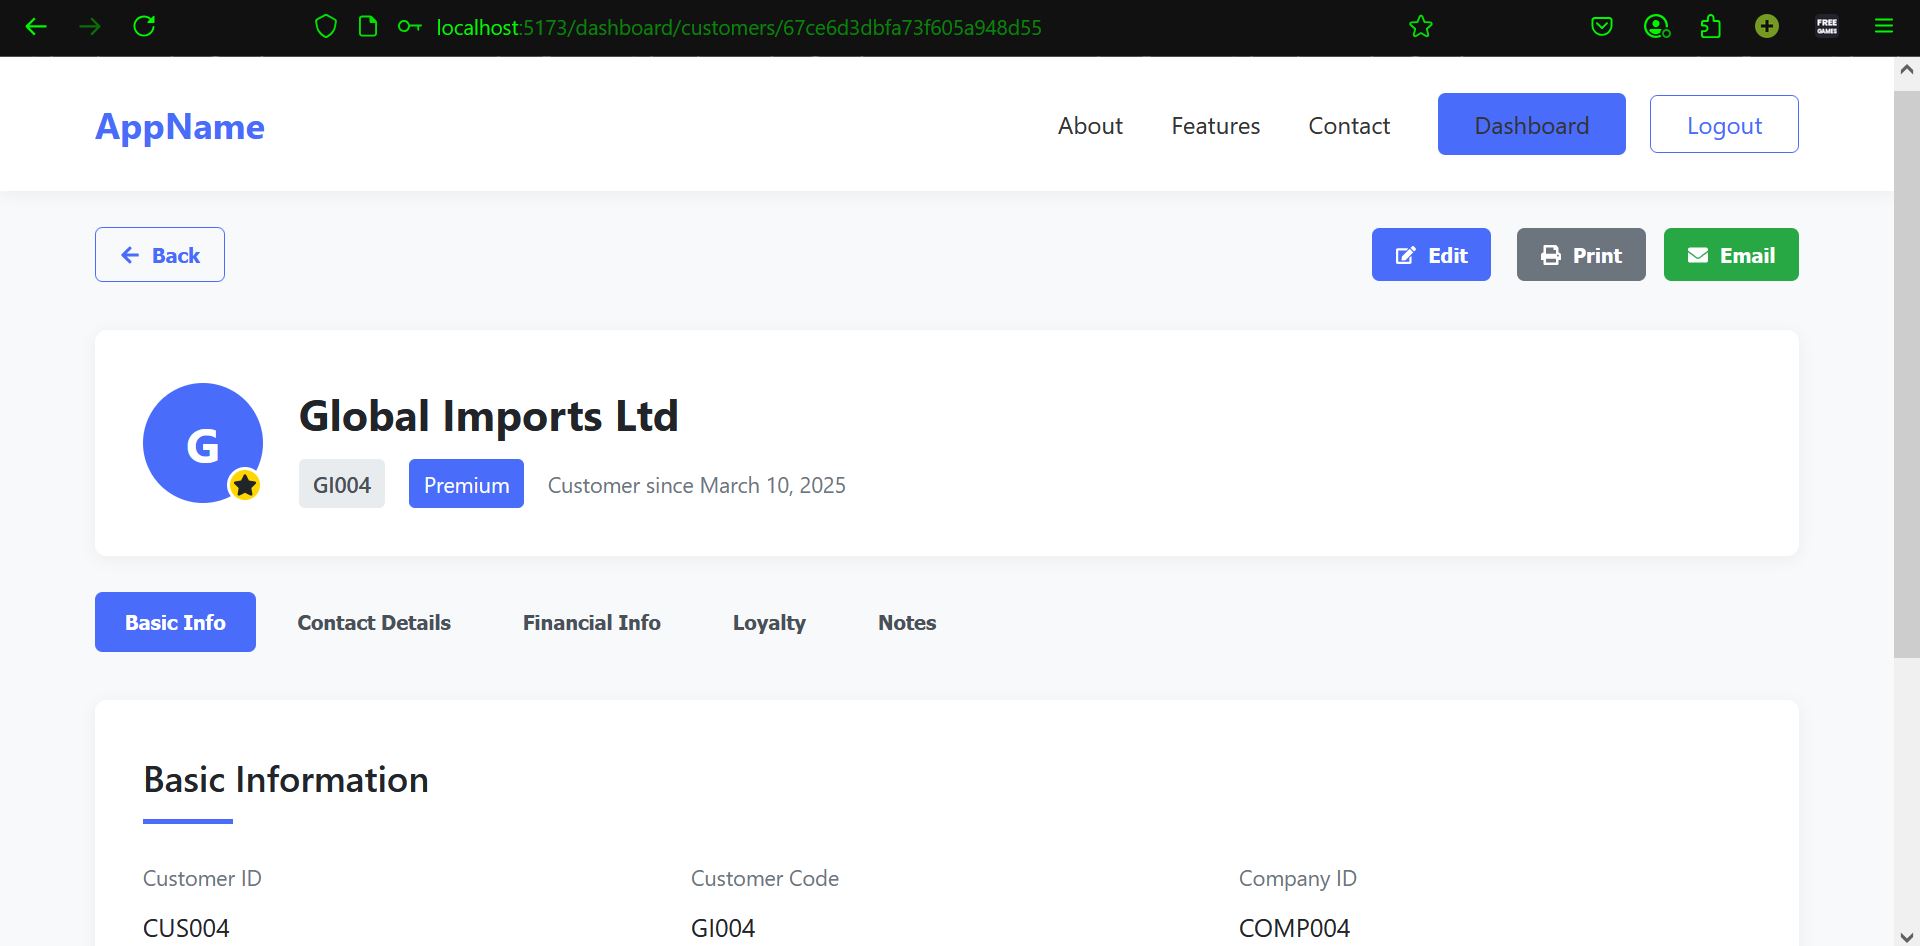 localhost:5173/dashboard/customers/67ce6d3dbfa73f605a948d55
FREE
GAMES
AppName
About Features Contact Dashboard Logout
Back Edit Print Email
G
Global Imports Ltd
GI004 Premium Customer since March 10, 2025
Basic Info Contact Details Financial Info Loyalty Notes
Basic Information
Customer ID Customer Code Company ID
CUS004 GI004 COMP004